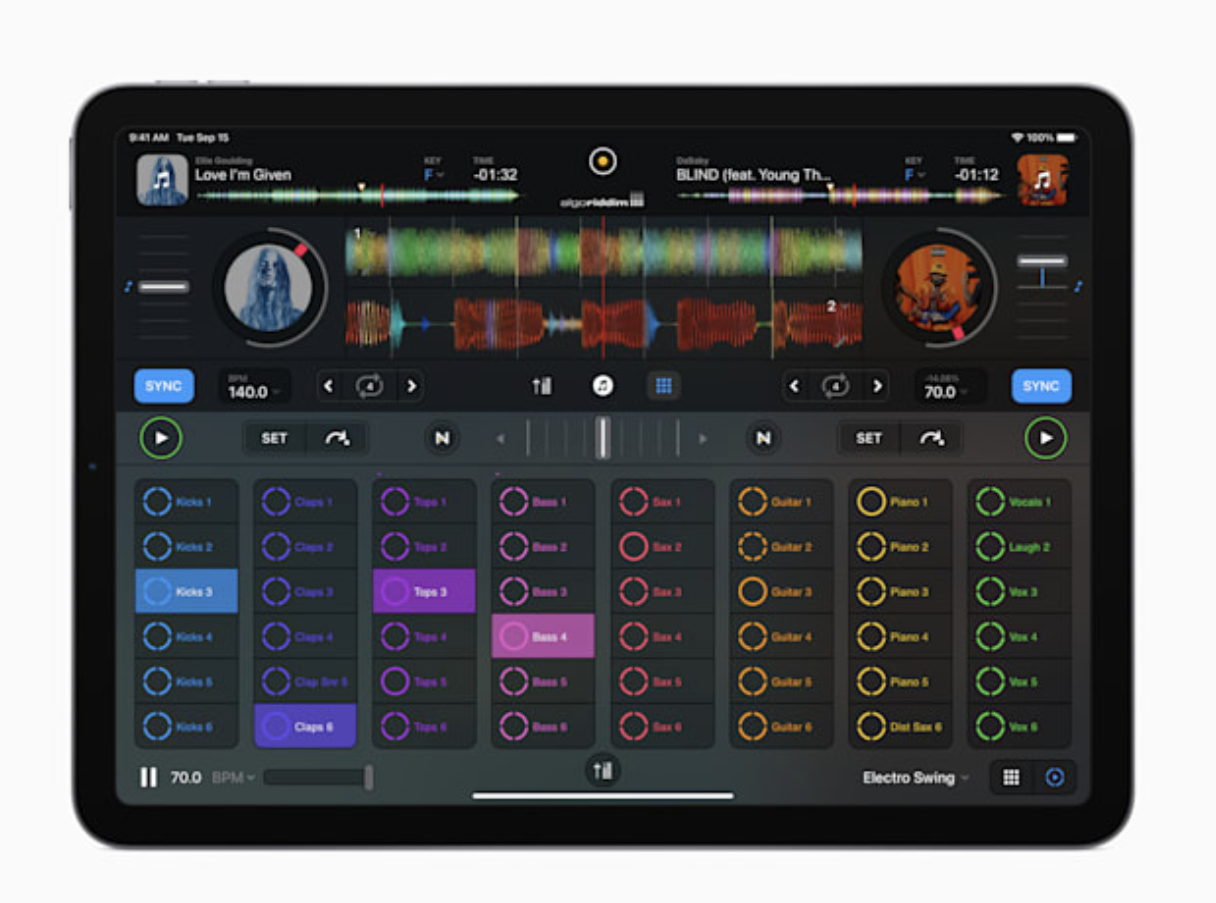 9:41 AM Tue Sep 15
100%
Ellie Goulding
Love I'm Given
KEY
F
TIME
-01:32
algoriddim
DaBaby
BLIND (feat. Young Th...
KEY
F
TIME
-01:12
1
2
SYNC
BPM
140.0
4
4
-14.06%
70.0
SYNC
SET
N
N
SET
Kicks 1 Claps 1 Tops 1 Bass 1 Sax 1 Guitar 1 Piano 1 Vocals 1
Kicks 2 Claps 2 Tops 2 Bass 2 Sax 2 Guitar 2 Piano 2 Laugh 2
Kicks 3 Claps 3 Tops 3 Bass 3 Sax 3 Guitar 3 Piano 3 Vox 3
Kicks 4 Claps 4 Tops 4 Bass 4 Sax 4 Guitar 4 Piano 4 Vox 4
Kicks 5 Clap Snr 5 Tops 5 Bass 5 Sax 5 Guitar 5 Piano 5 Vox 5
Kicks 6 Claps 6 Tops 6 Bass 6 Sax 6 Guitar 6 Dist Sax 6 Vox 6
70.0 BPM
Electro Swing